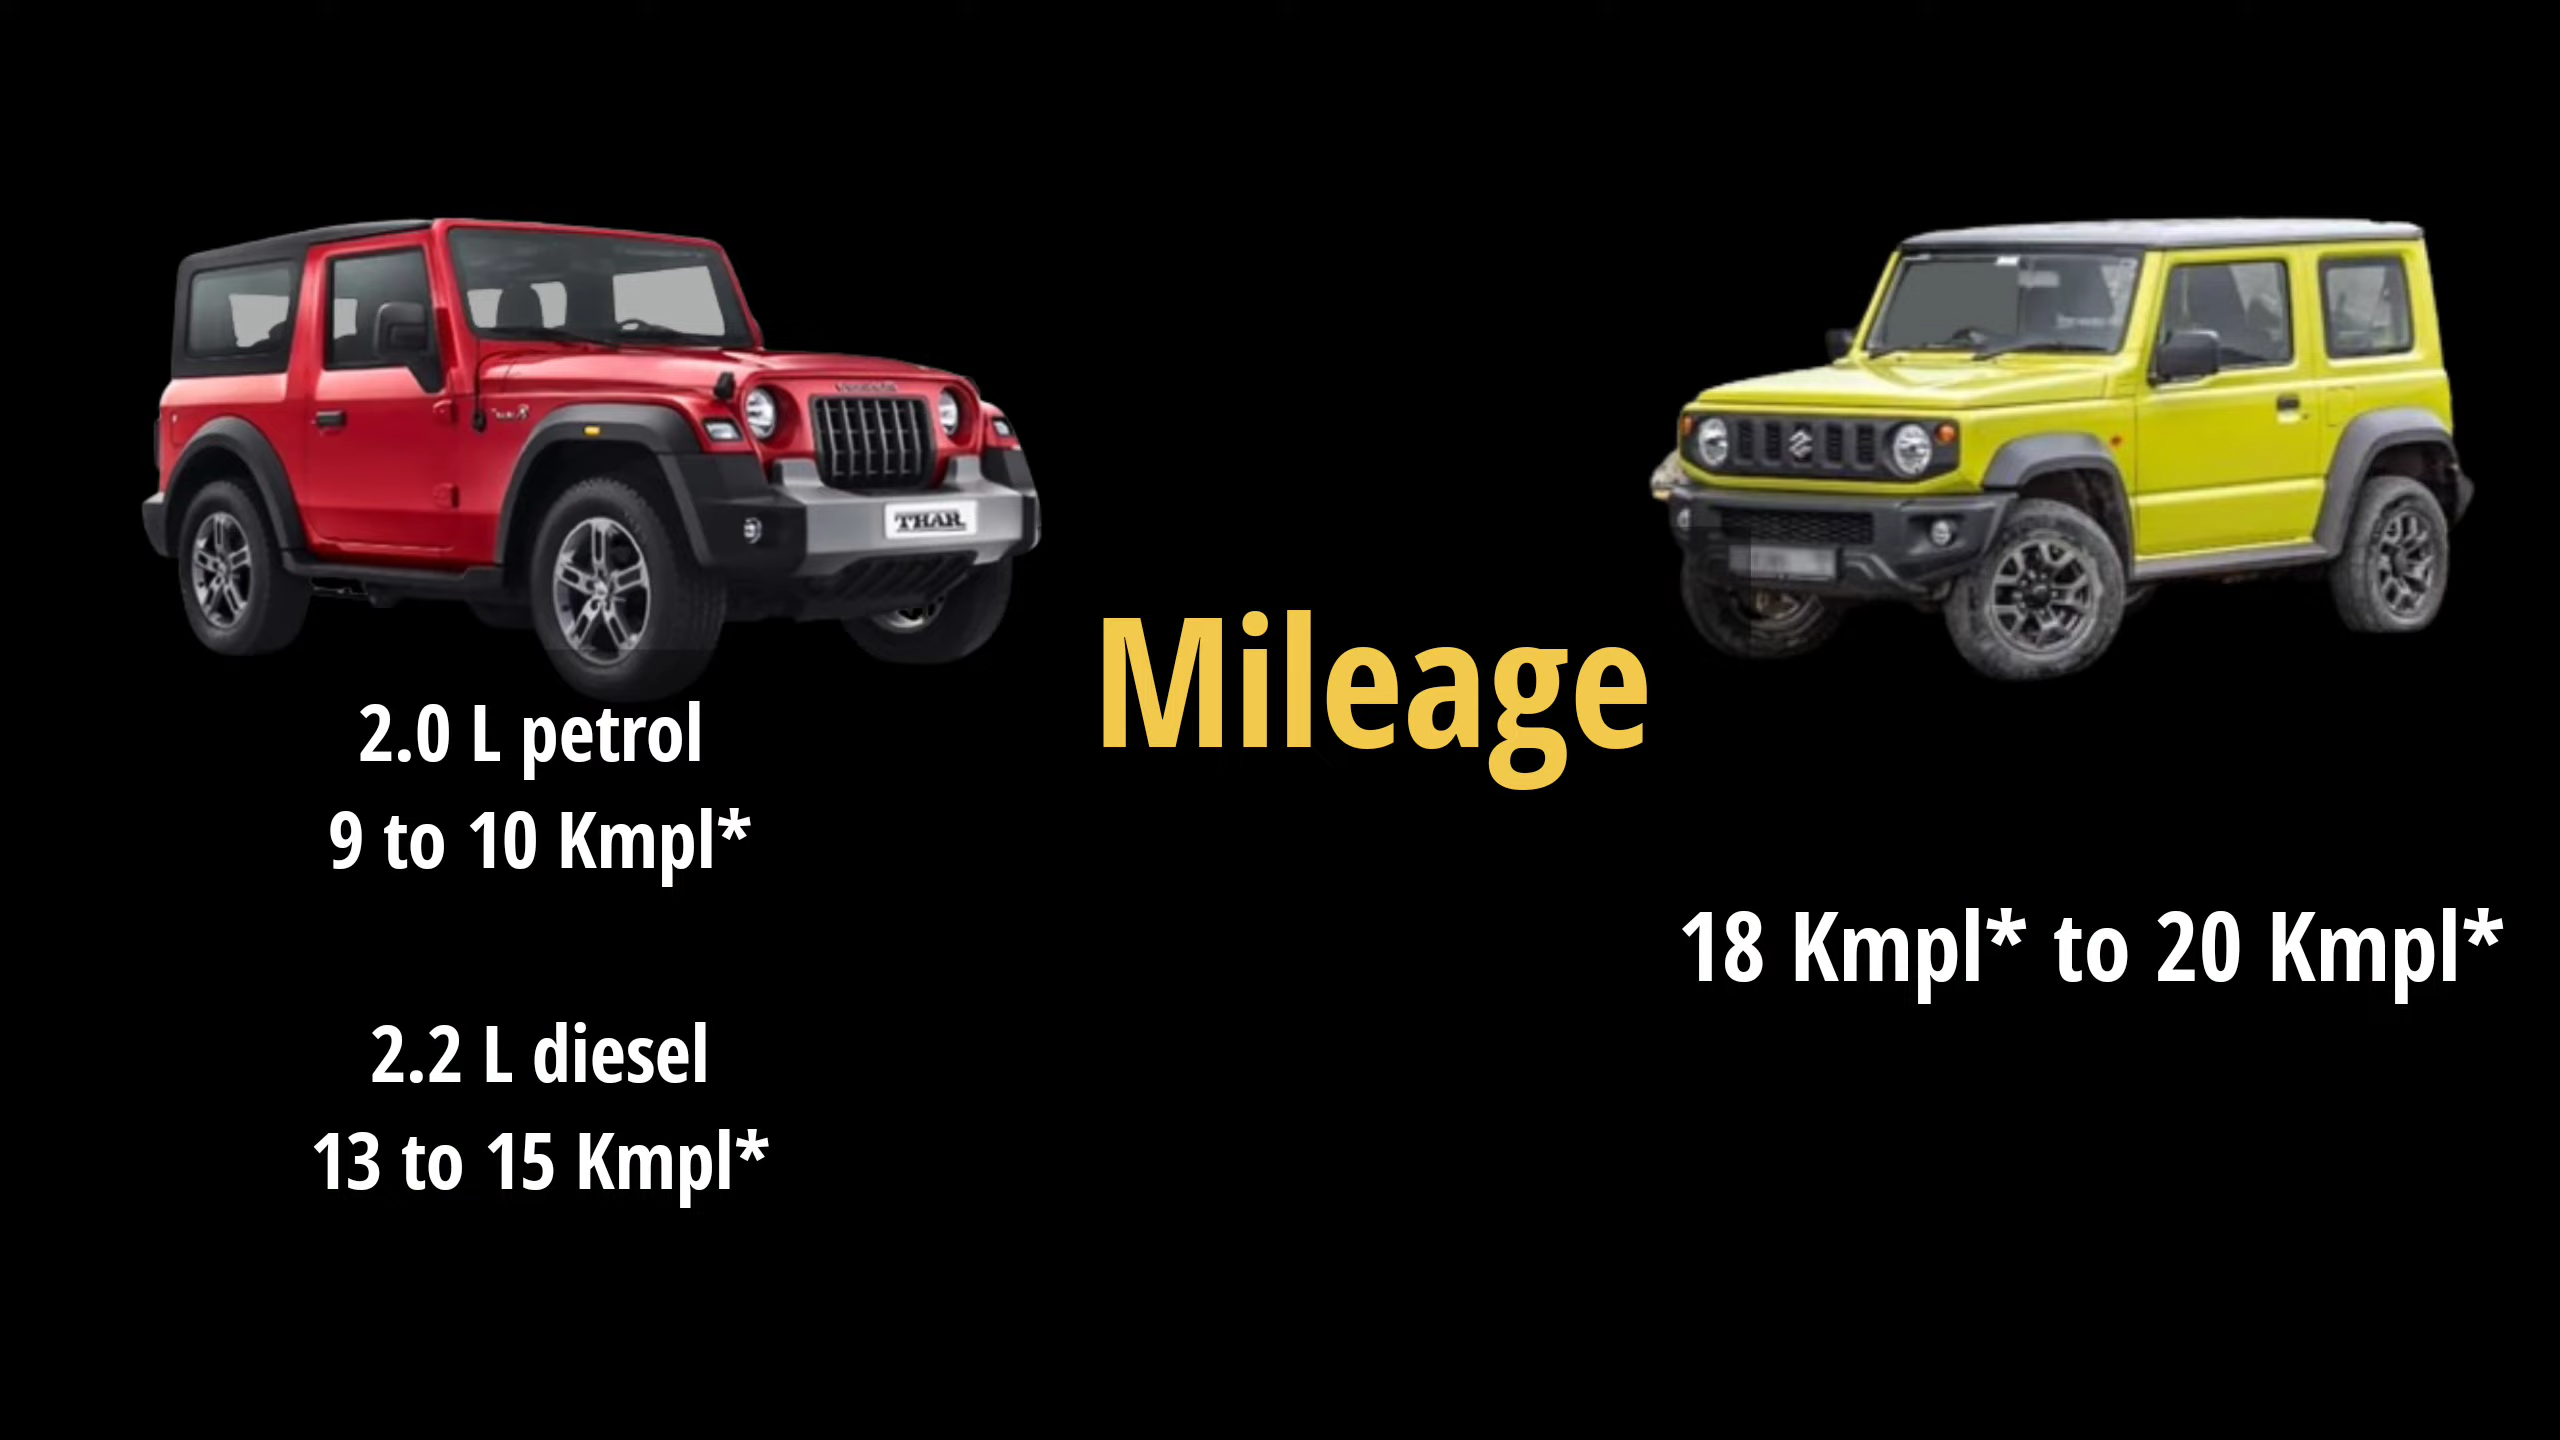 THAR
Mileage
2.0 L petrol
9 to 10 Kmpl*
18 Kmpl* to 20 Kmpl*
2.2 L diesel
13 to 15 Kmpl*